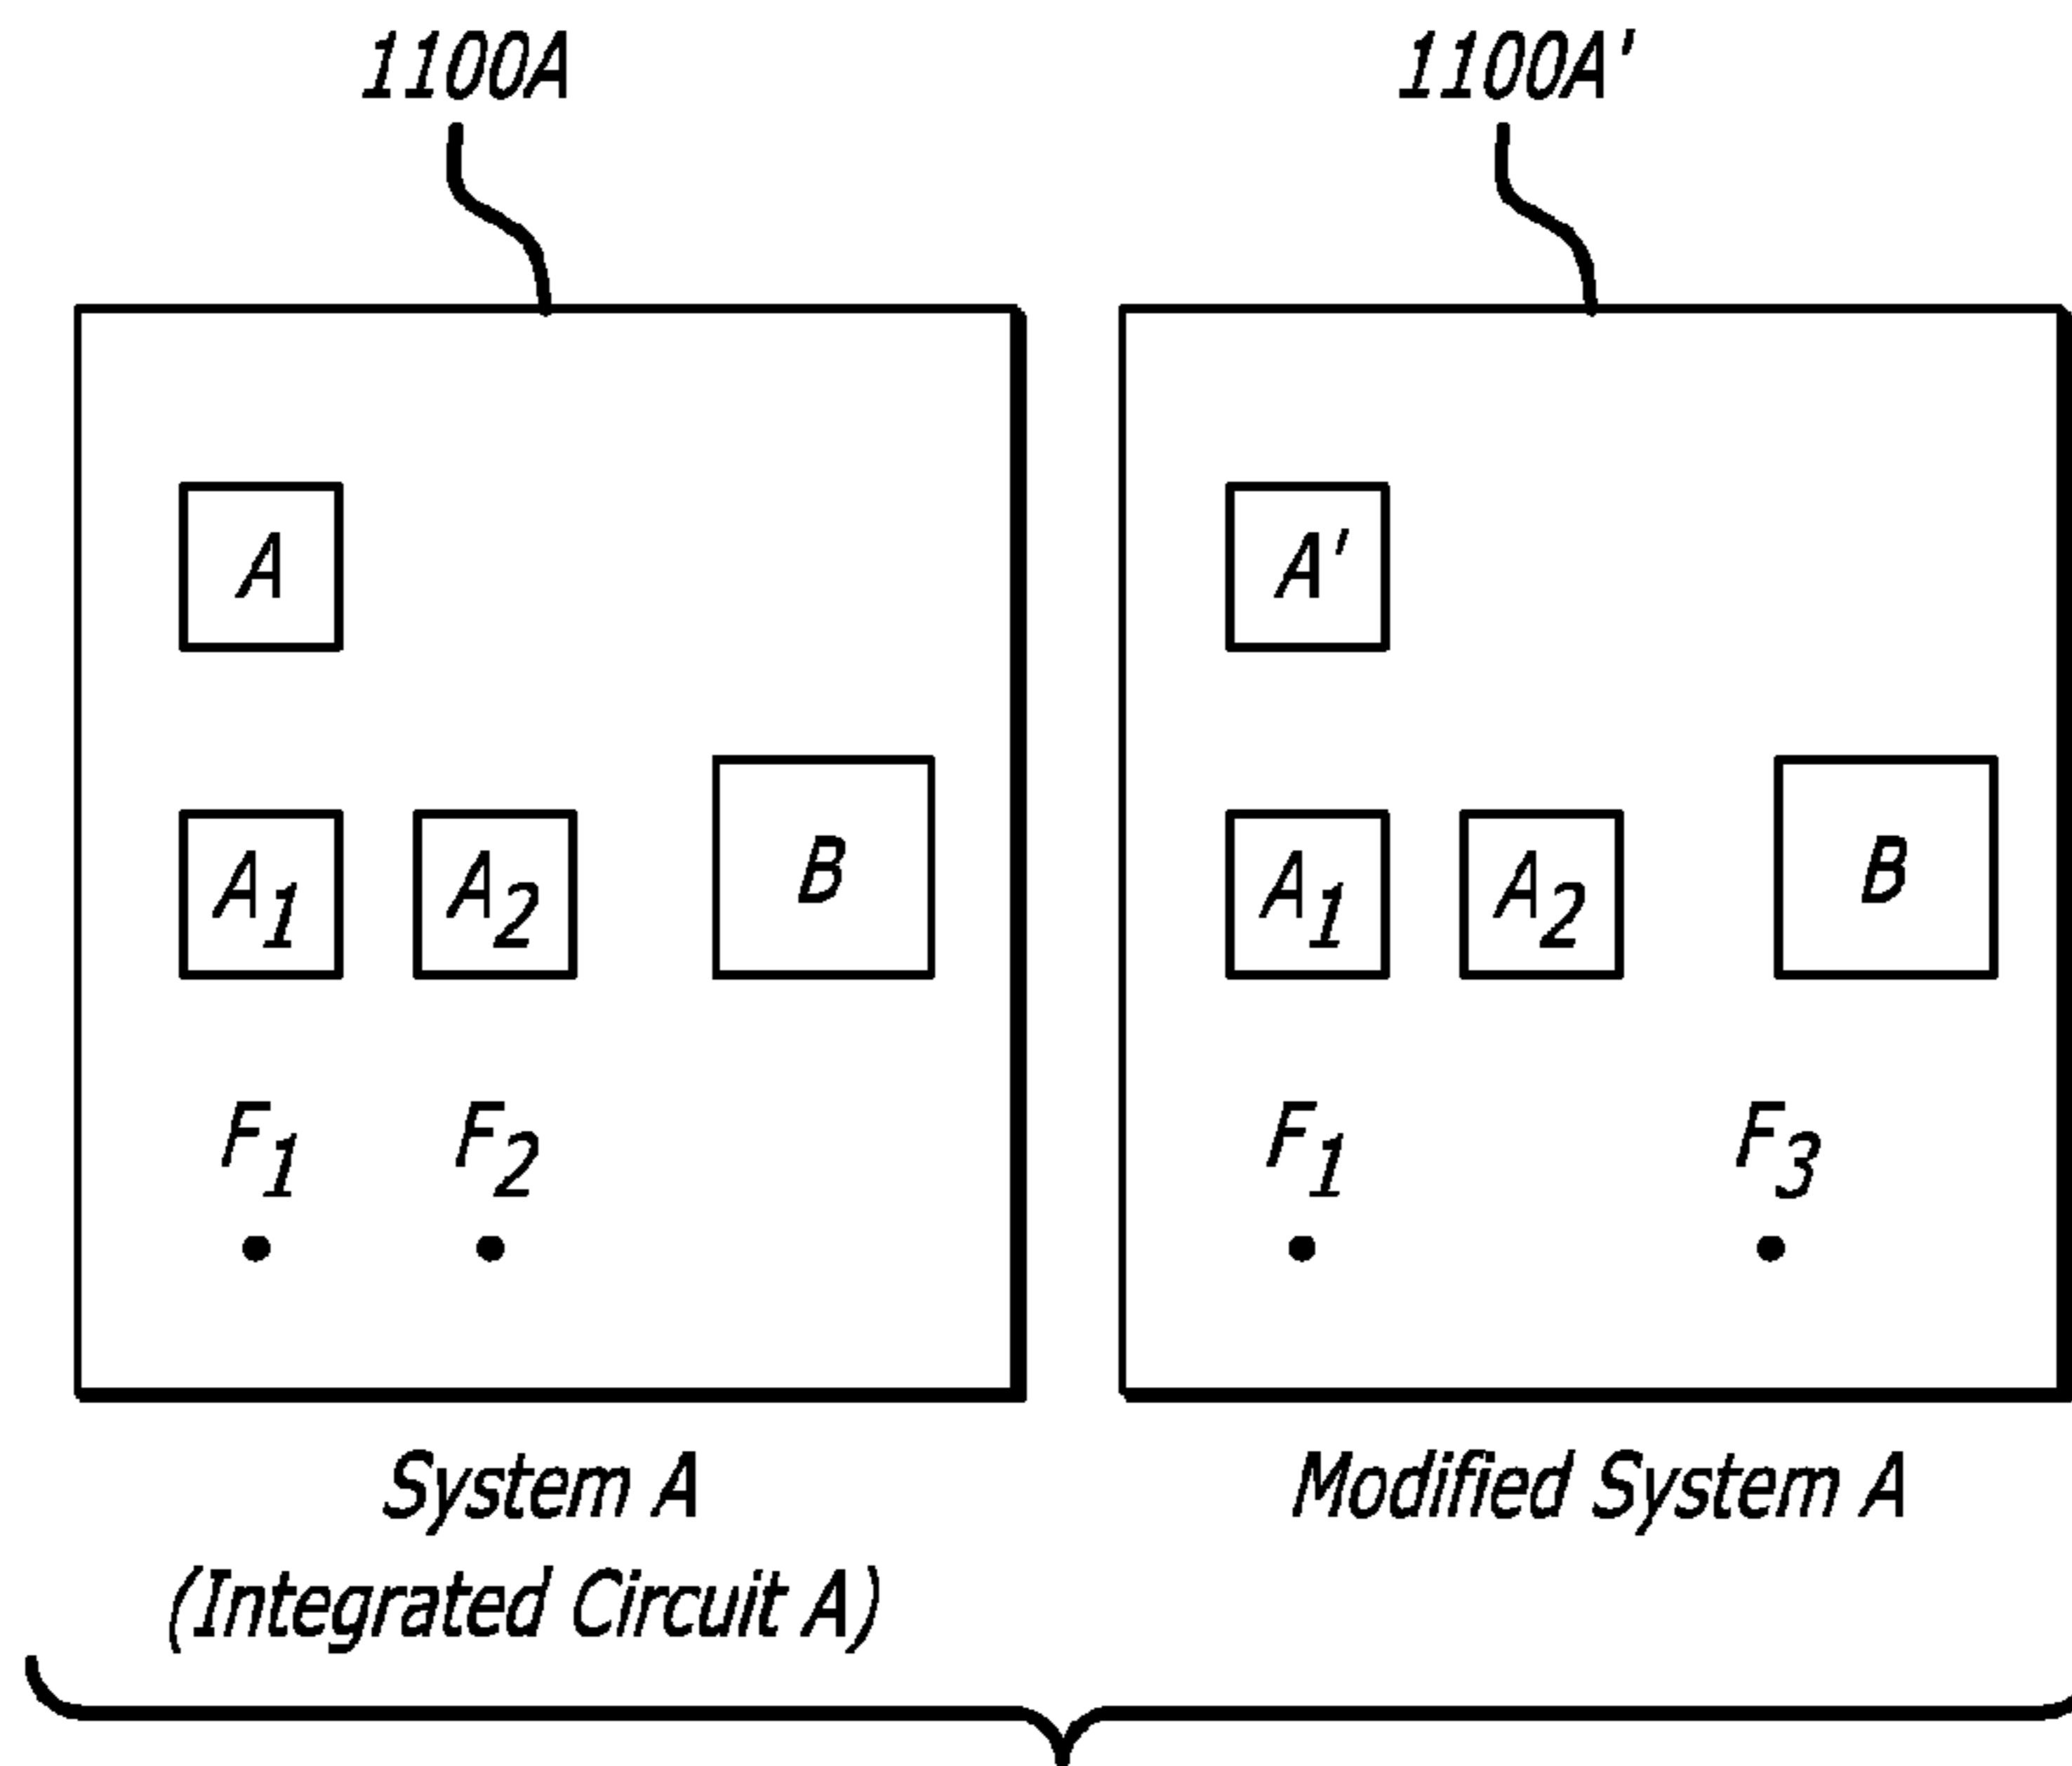 1100A 1100A'
A A'
A1 A2 B A1 A2 B
F1 F2 F1 F3
System A Modified System A
(Integrated Circuit A)